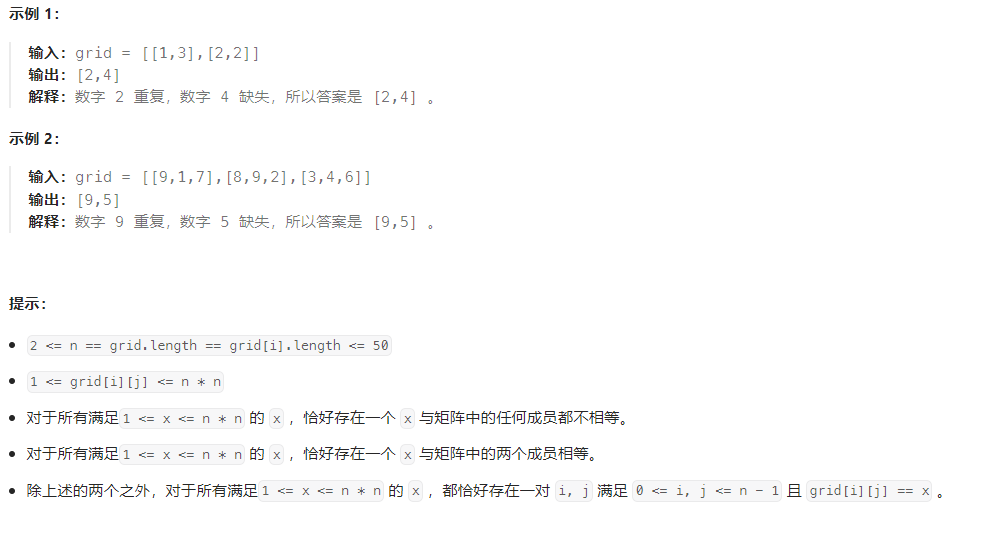 示例 1：
输入：grid = [[1,3],[2,2]]
输出：[2,4]
解释：数字 2 重复，数字 4 缺失，所以答案是 [2,4] 。
示例 2：
输入：grid = [[9,1,7],[8,9,2],[3,4,6]]
输出：[9,5]
解释：数字 9 重复，数字 5 缺失，所以答案是 [9,5] 。
提示：
• 2 <= n == grid.length == grid[i].length <= 50
• 1 <= grid[i][j] <= n * n
• 对于所有满足1 <= x <= n * n 的 x ，恰好存在一个 x 与矩阵中的任何成员都不相等。
• 对于所有满足1 <= x <= n * n 的 x ，恰好存在一个 x 与矩阵中的两个成员相等。
• 除上述的两个之外，对于所有满足1 <= x <= n * n 的 x ，都恰好存在一对 i, j 满足 0 <= i, j <= n - 1 且 grid[i][j] == x 。